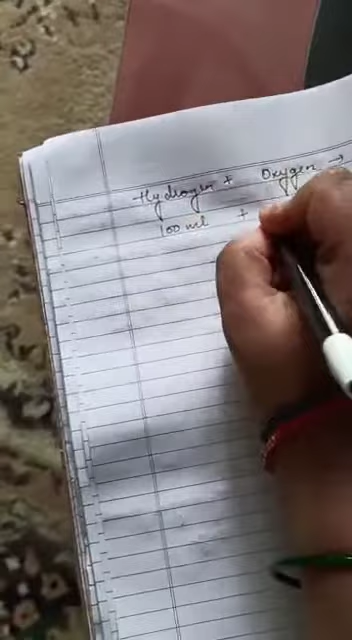 Hydrogen + Oxygen →
100 ml +